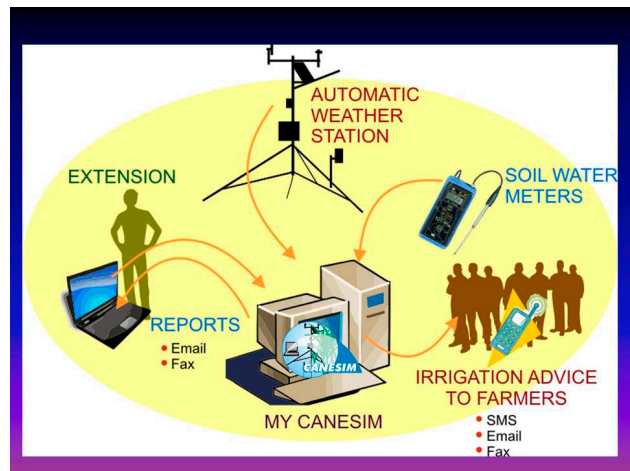 AUTOMATIC
WEATHER
STATION
EXTENSION
SOIL WATER
METERS
REPORTS
• Email
• Fax
CANESIM
MY CANESIM
IRRIGATION ADVICE
TO FARMERS
• SMS
• Email
• Fax